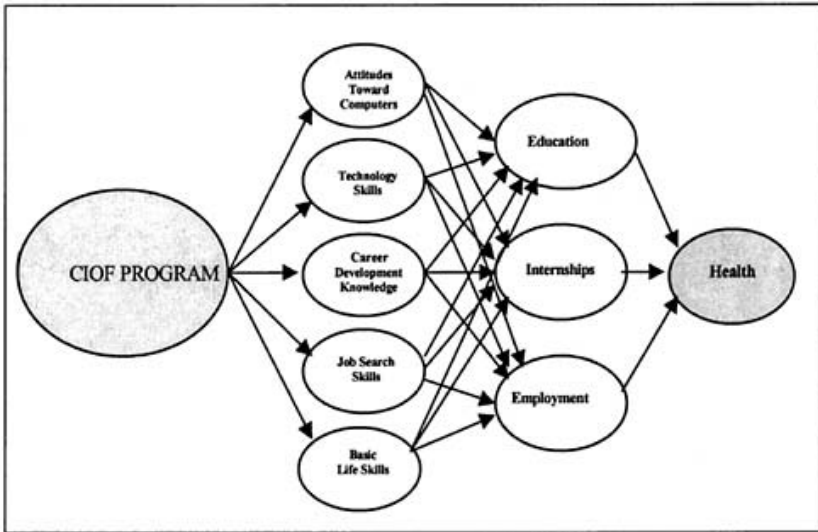 Attitudes
Toward
Computers
Education
Technology
Skills
CIOF PROGRAM
Career
Development
Knowledge
Internships
Health
Job Search
Skills
Employment
Basic
Life Skills